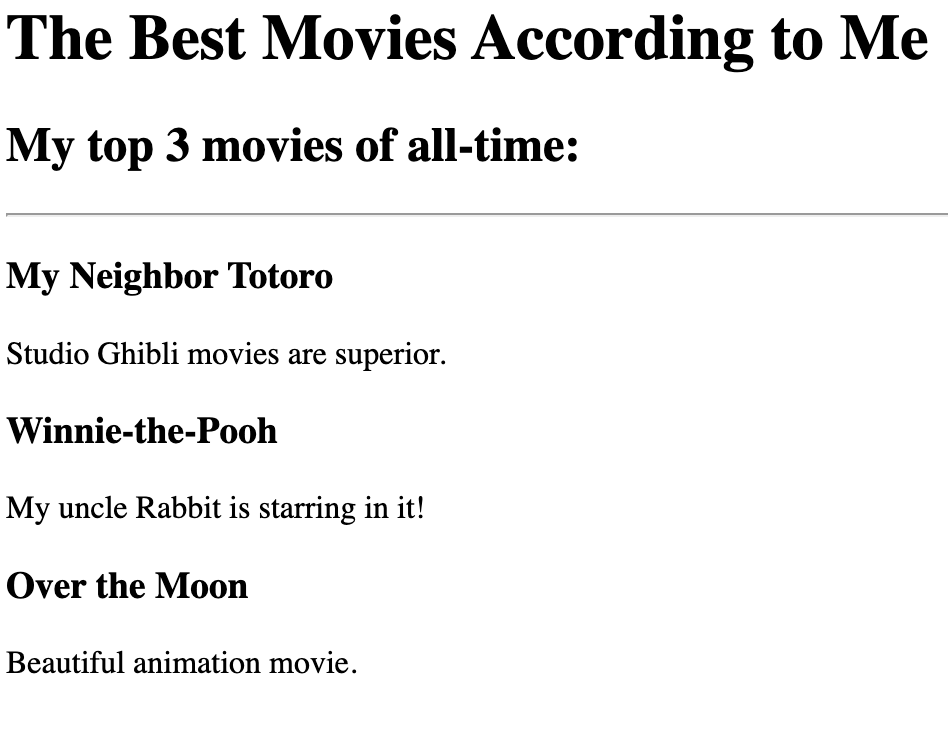 The Best Movies According to Me
My top 3 movies of all-time:
My Neighbor Totoro
Studio Ghibli movies are superior.
Winnie-the-Pooh
My uncle Rabbit is starring in it!
Over the Moon
Beautiful animation movie.